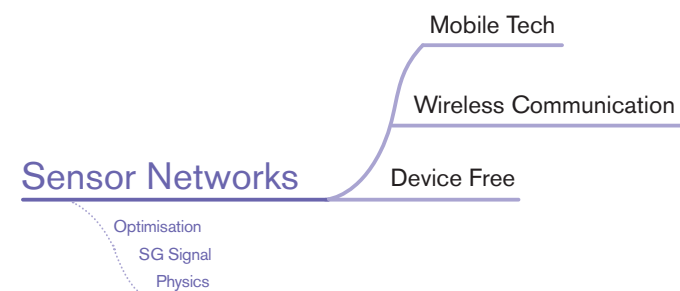 Mobile Tech
Wireless Communication
Sensor Networks
Device Free
Optimisation
SG Signal
Physics